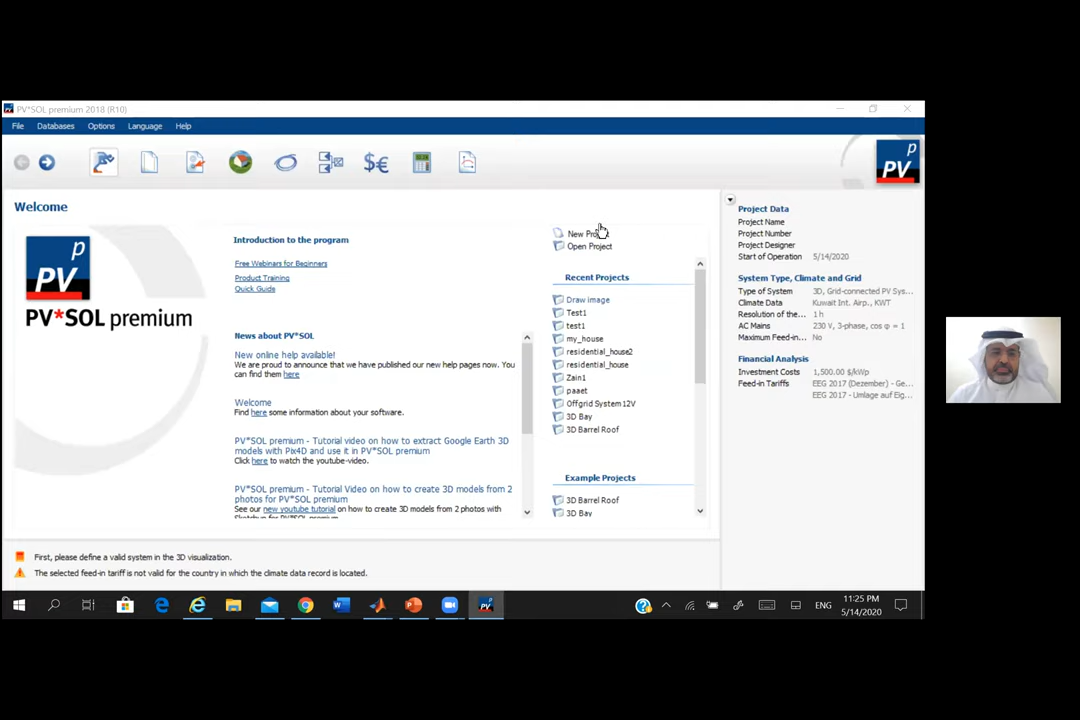 PV*SOL premium 2018 (R10)
File Databases Options Language Help
Welcome
PV
p
PV*SOL premium
Introduction to the program
Free Webinars for Beginners
Product Training
Quick Guide
News about PV*SOL
New online help available!
We are proud to announce that we have published our new help pages now. You
can find them here
Welcome
Find here some information about your software.
PV*SOL premium - Tutorial video on how to extract Google Earth 3D
models with Pix4D and use it in PV*SOL premium
Click here to watch the youtube-video.
PV*SOL premium - Tutorial Video on how to create 3D models from 2
photos for PV*SOL premium
See our new youtube tutorial on how to create 3D models from 2 photos with
Sketchup for PV*SOL premium.
New Project
Open Project
Recent Projects
Draw image
Test1
test1
my_house
residential_house2
residential_house
Zain1
paaet
Offgrid System 12V
3D Bay
3D Barrel Roof
Example Projects
3D Barrel Roof
3D Bay
p
PV
Project Data
Project Name
Project Number
Project Designer
Start of Operation 5/14/2020
System Type, Climate and Grid
Type of System 3D, Grid-connected PV Sys...
Climate Data Kuwait Int. Airp., KWT
Resolution of the... 1 h
AC Mains 230 V, 3-phase, cos φ = 1
Maximum Feed-in... No
Financial Analysis
Investment Costs 1,500.00 $/kWp
Feed-in Tariffs EEG 2017 (Dezember) - Ge...
EEG 2017 - Umlage auf Eig...
First, please define a valid system in the 3D visualization.
The selected feed-in tariff is not valid for the country in which the climate data record is located.
ENG
11:25 PM
5/14/2020